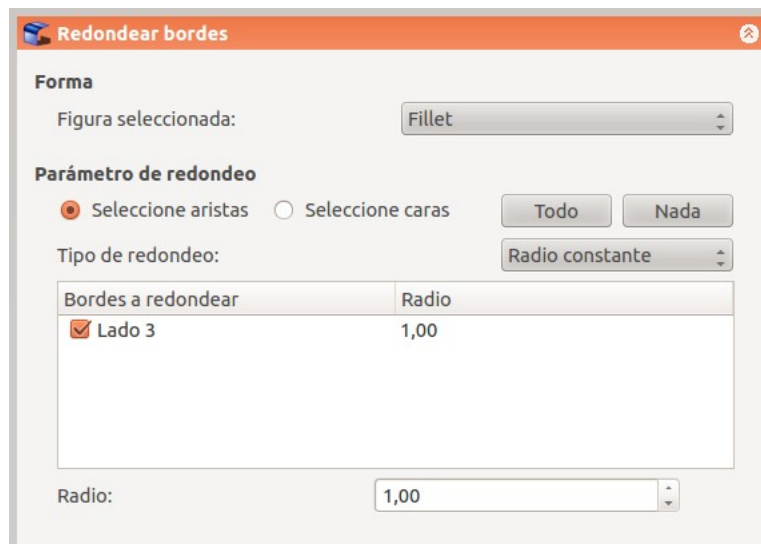 Redondear bordes
Forma
Figura seleccionada: Fillet
Parámetro de redondeo
Seleccione aristas Seleccione caras Todo Nada
Tipo de redondeo: Radio constante
Bordes a redondear Radio
Lado 3 1,00
Radio: 1,00